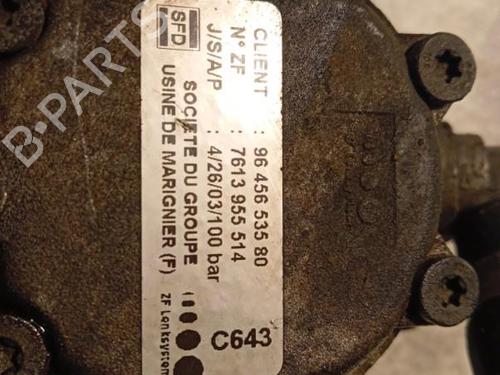 CLIENT : 96 456 535 80
N° ZF : 7613 955 514
J/S/A/P : 4/26/03/100 bar
SFD SOCIETE DU GROUPE
USINE DE MARIGNIER (F)
ZF Lenksystem
C643
B-Parts